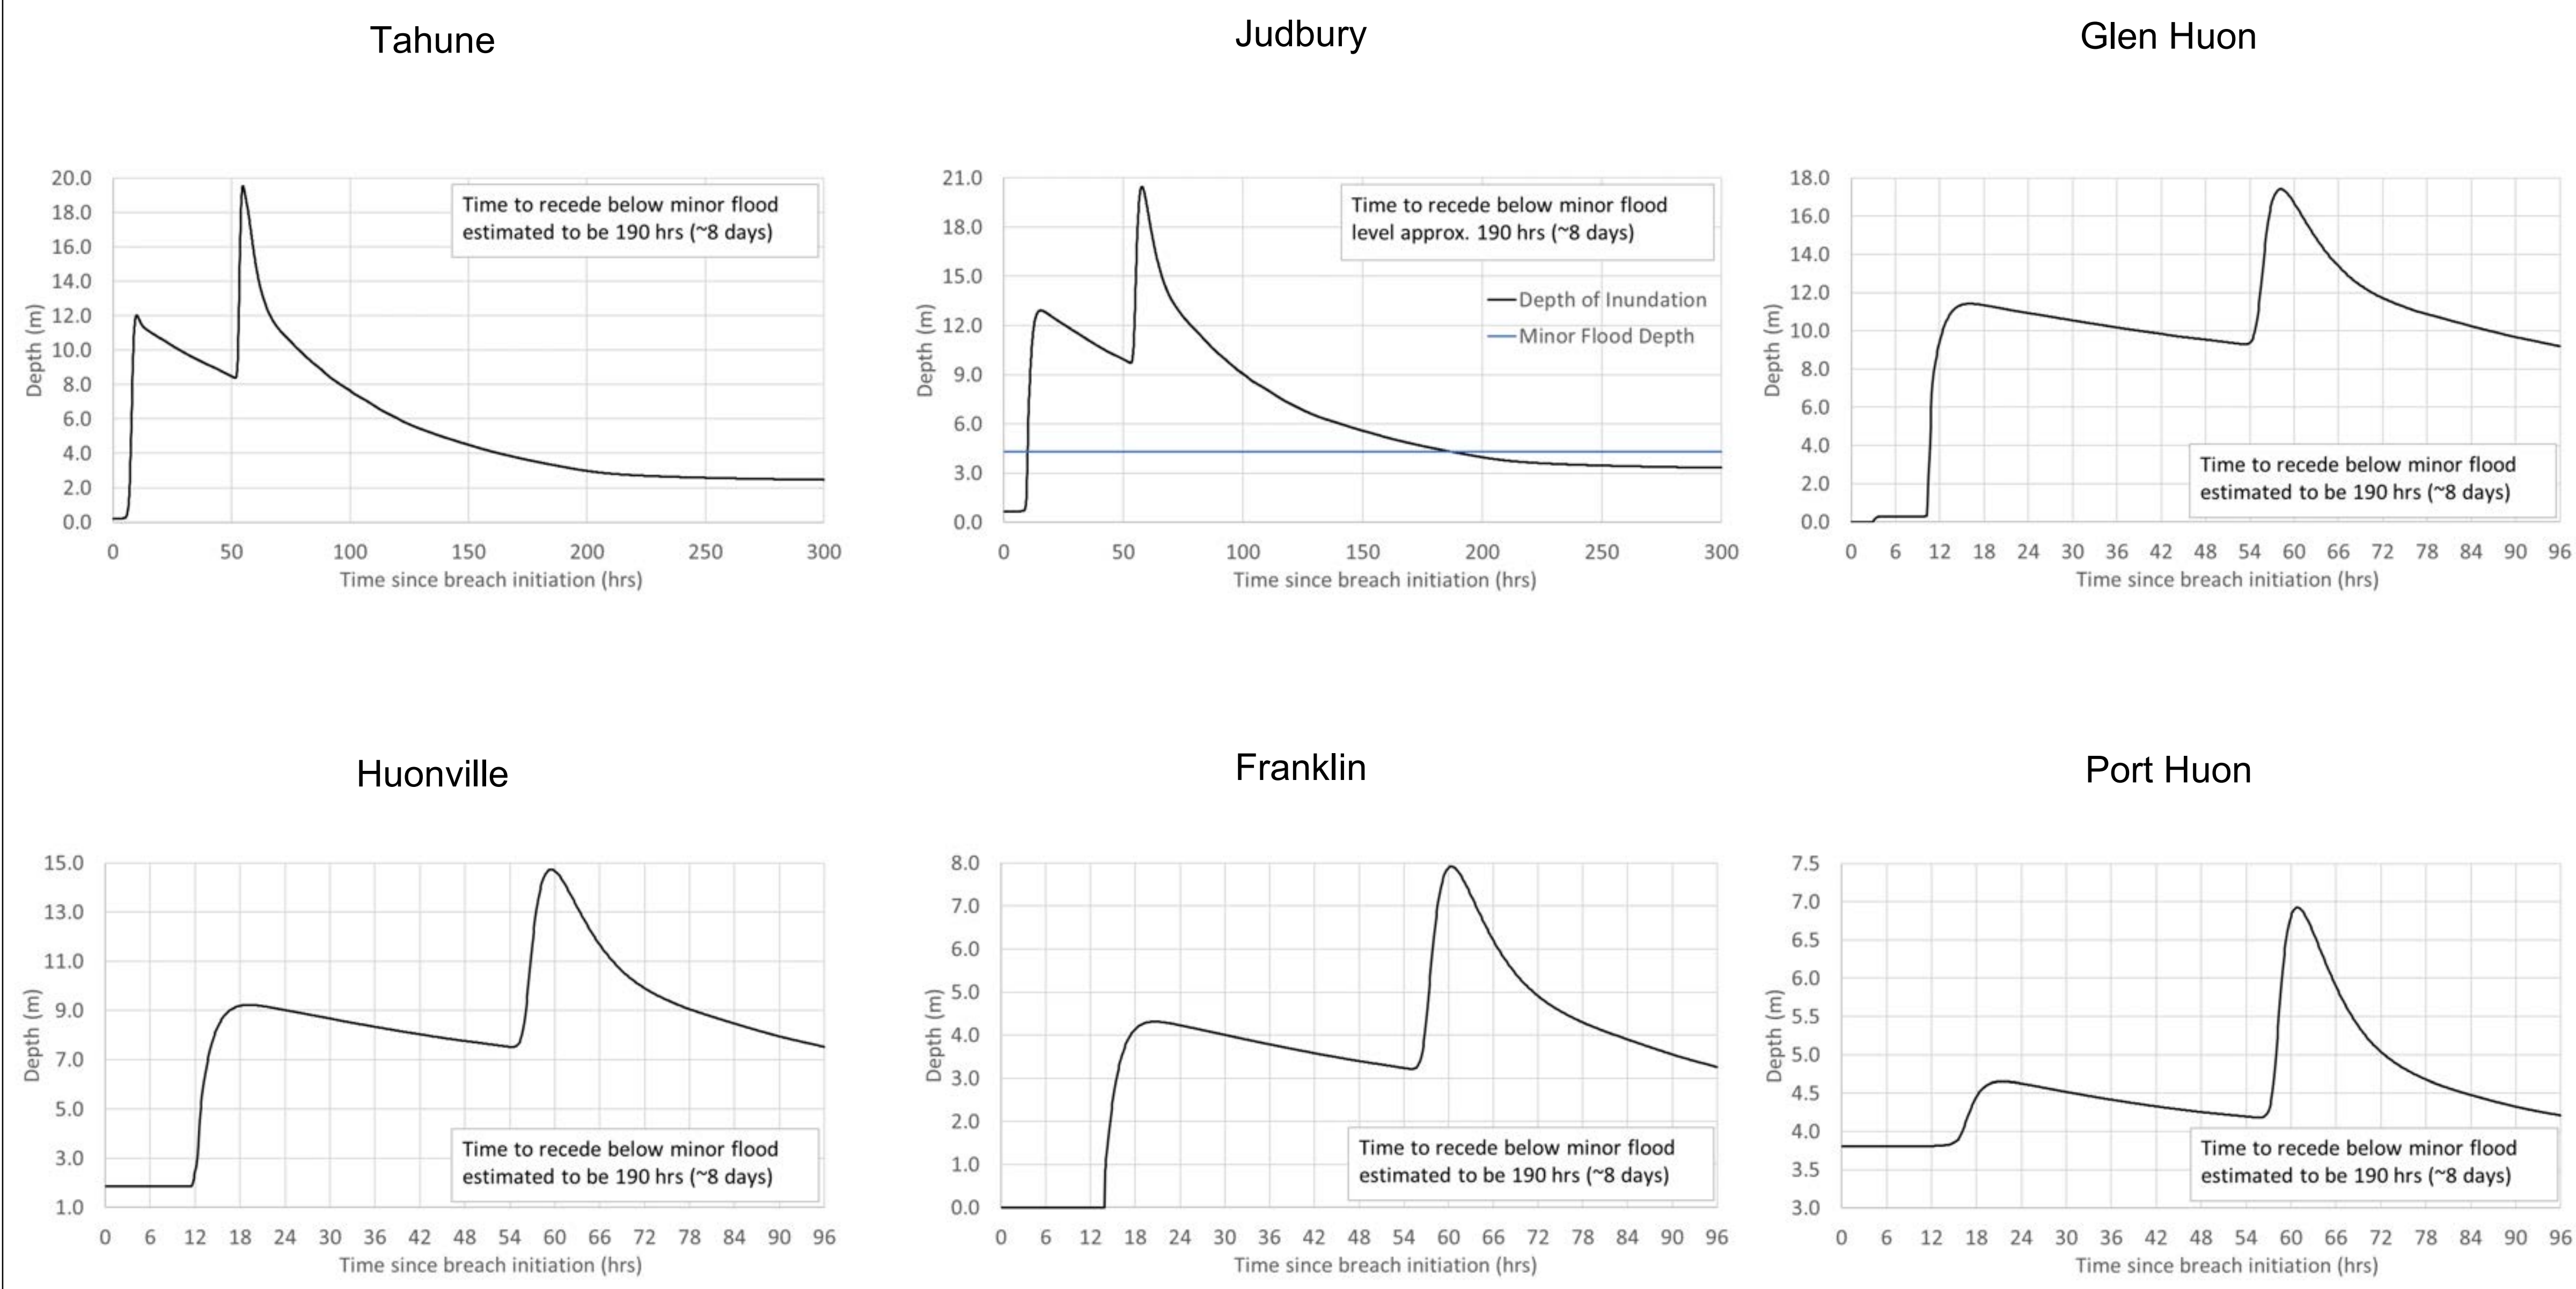 Tahune
Judbury
Glen Huon
20.0
18.0
16.0
14.0
12.0
10.0
8.0
6.0
4.0
2.0
0.0
Depth (m)
Time to recede below minor flood
estimated to be 190 hrs (~8 days)
0 50 100 150 200 250 300
Time since breach initiation (hrs)
21.0
18.0
15.0
12.0
9.0
6.0
3.0
0.0
Depth (m)
Time to recede below minor flood
level approx. 190 hrs (~8 days)
Depth of Inundation
Minor Flood Depth
0 50 100 150 200 250 300
Time since breach initiation (hrs)
18.0
16.0
14.0
12.0
10.0
8.0
6.0
4.0
2.0
0.0
Depth (m)
Time to recede below minor flood
estimated to be 190 hrs (~8 days)
0 6 12 18 24 30 36 42 48 54 60 66 72 78 84 90 96
Time since breach initiation (hrs)
Huonville
Franklin
Port Huon
15.0
13.0
11.0
9.0
7.0
5.0
3.0
1.0
Depth (m)
Time to recede below minor flood
estimated to be 190 hrs (~8 days)
0 6 12 18 24 30 36 42 48 54 60 66 72 78 84 90 96
Time since breach initiation (hrs)
8.0
7.0
6.0
5.0
4.0
3.0
2.0
1.0
0.0
Depth (m)
Time to recede below minor flood
estimated to be 190 hrs (~8 days)
0 6 12 18 24 30 36 42 48 54 60 66 72 78 84 90 96
Time since breach initiation (hrs)
7.5
7.0
6.5
6.0
5.5
5.0
4.5
4.0
3.5
3.0
Depth (m)
Time to recede below minor flood
estimated to be 190 hrs (~8 days)
0 6 12 18 24 30 36 42 48 54 60 66 72 78 84 90 96
Time since breach initiation (hrs)